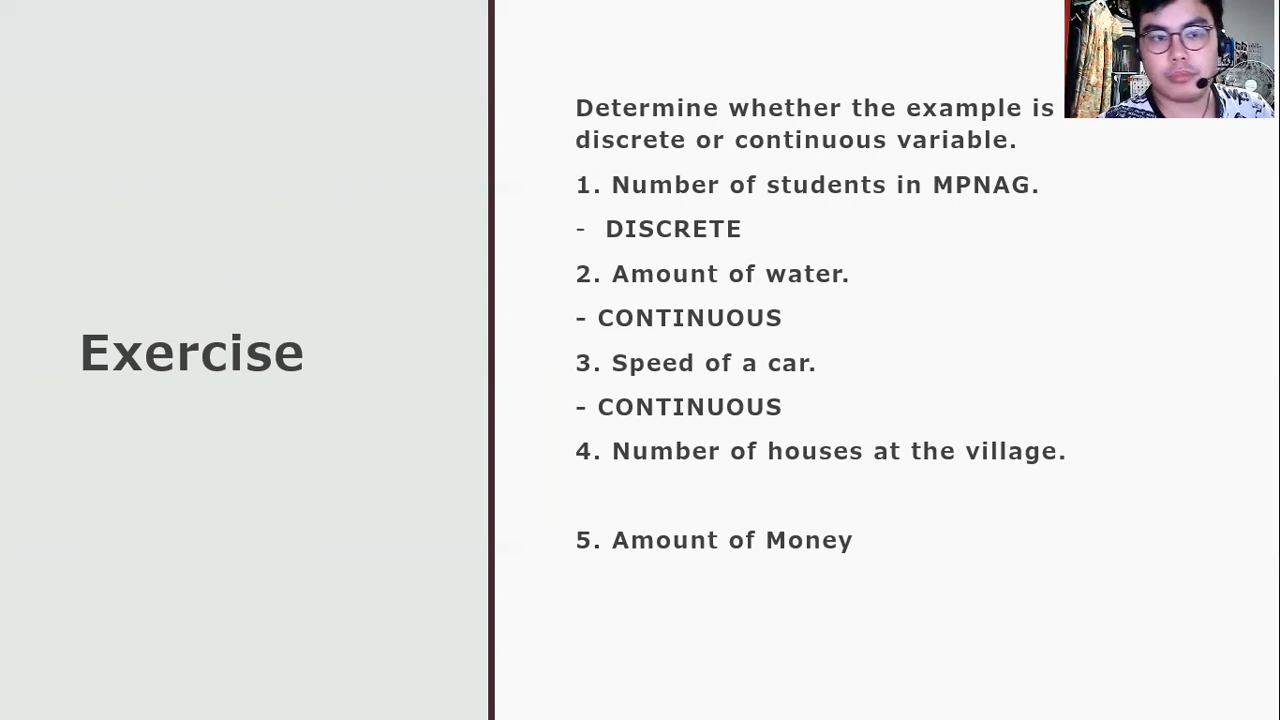 Exercise
Determine whether the example is
discrete or continuous variable.
1. Number of students in MPNAG.
- DISCRETE
2. Amount of water.
- CONTINUOUS
3. Speed of a car.
- CONTINUOUS
4. Number of houses at the village.
5. Amount of Money